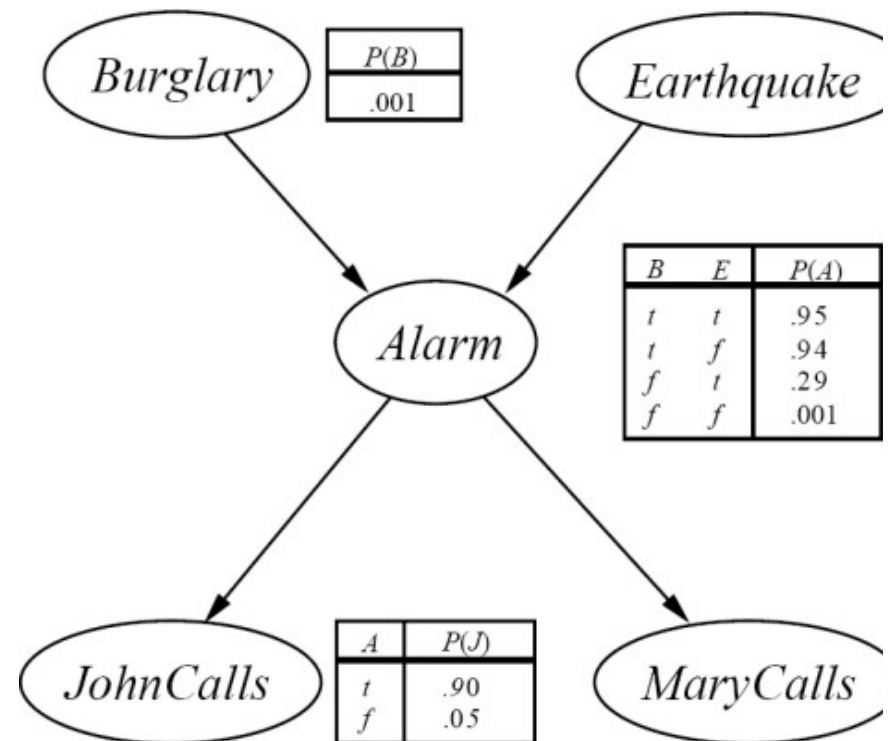 Burglary
P(B)
.001
Earthquake
B E P(A)
t t .95
t f .94
f t .29
f f .001
Alarm
JohnCalls
A P(J)
t .90
f .05
MaryCalls